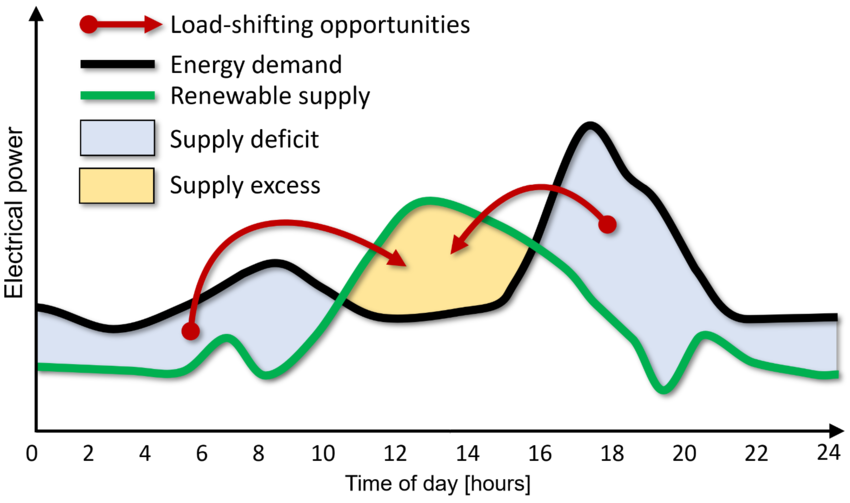 Load-shifting opportunities
Energy demand
Renewable supply
Supply deficit
Supply excess
Electrical power
0 2 4 6 8 10 12 14 16 18 20 22 24
Time of day [hours]